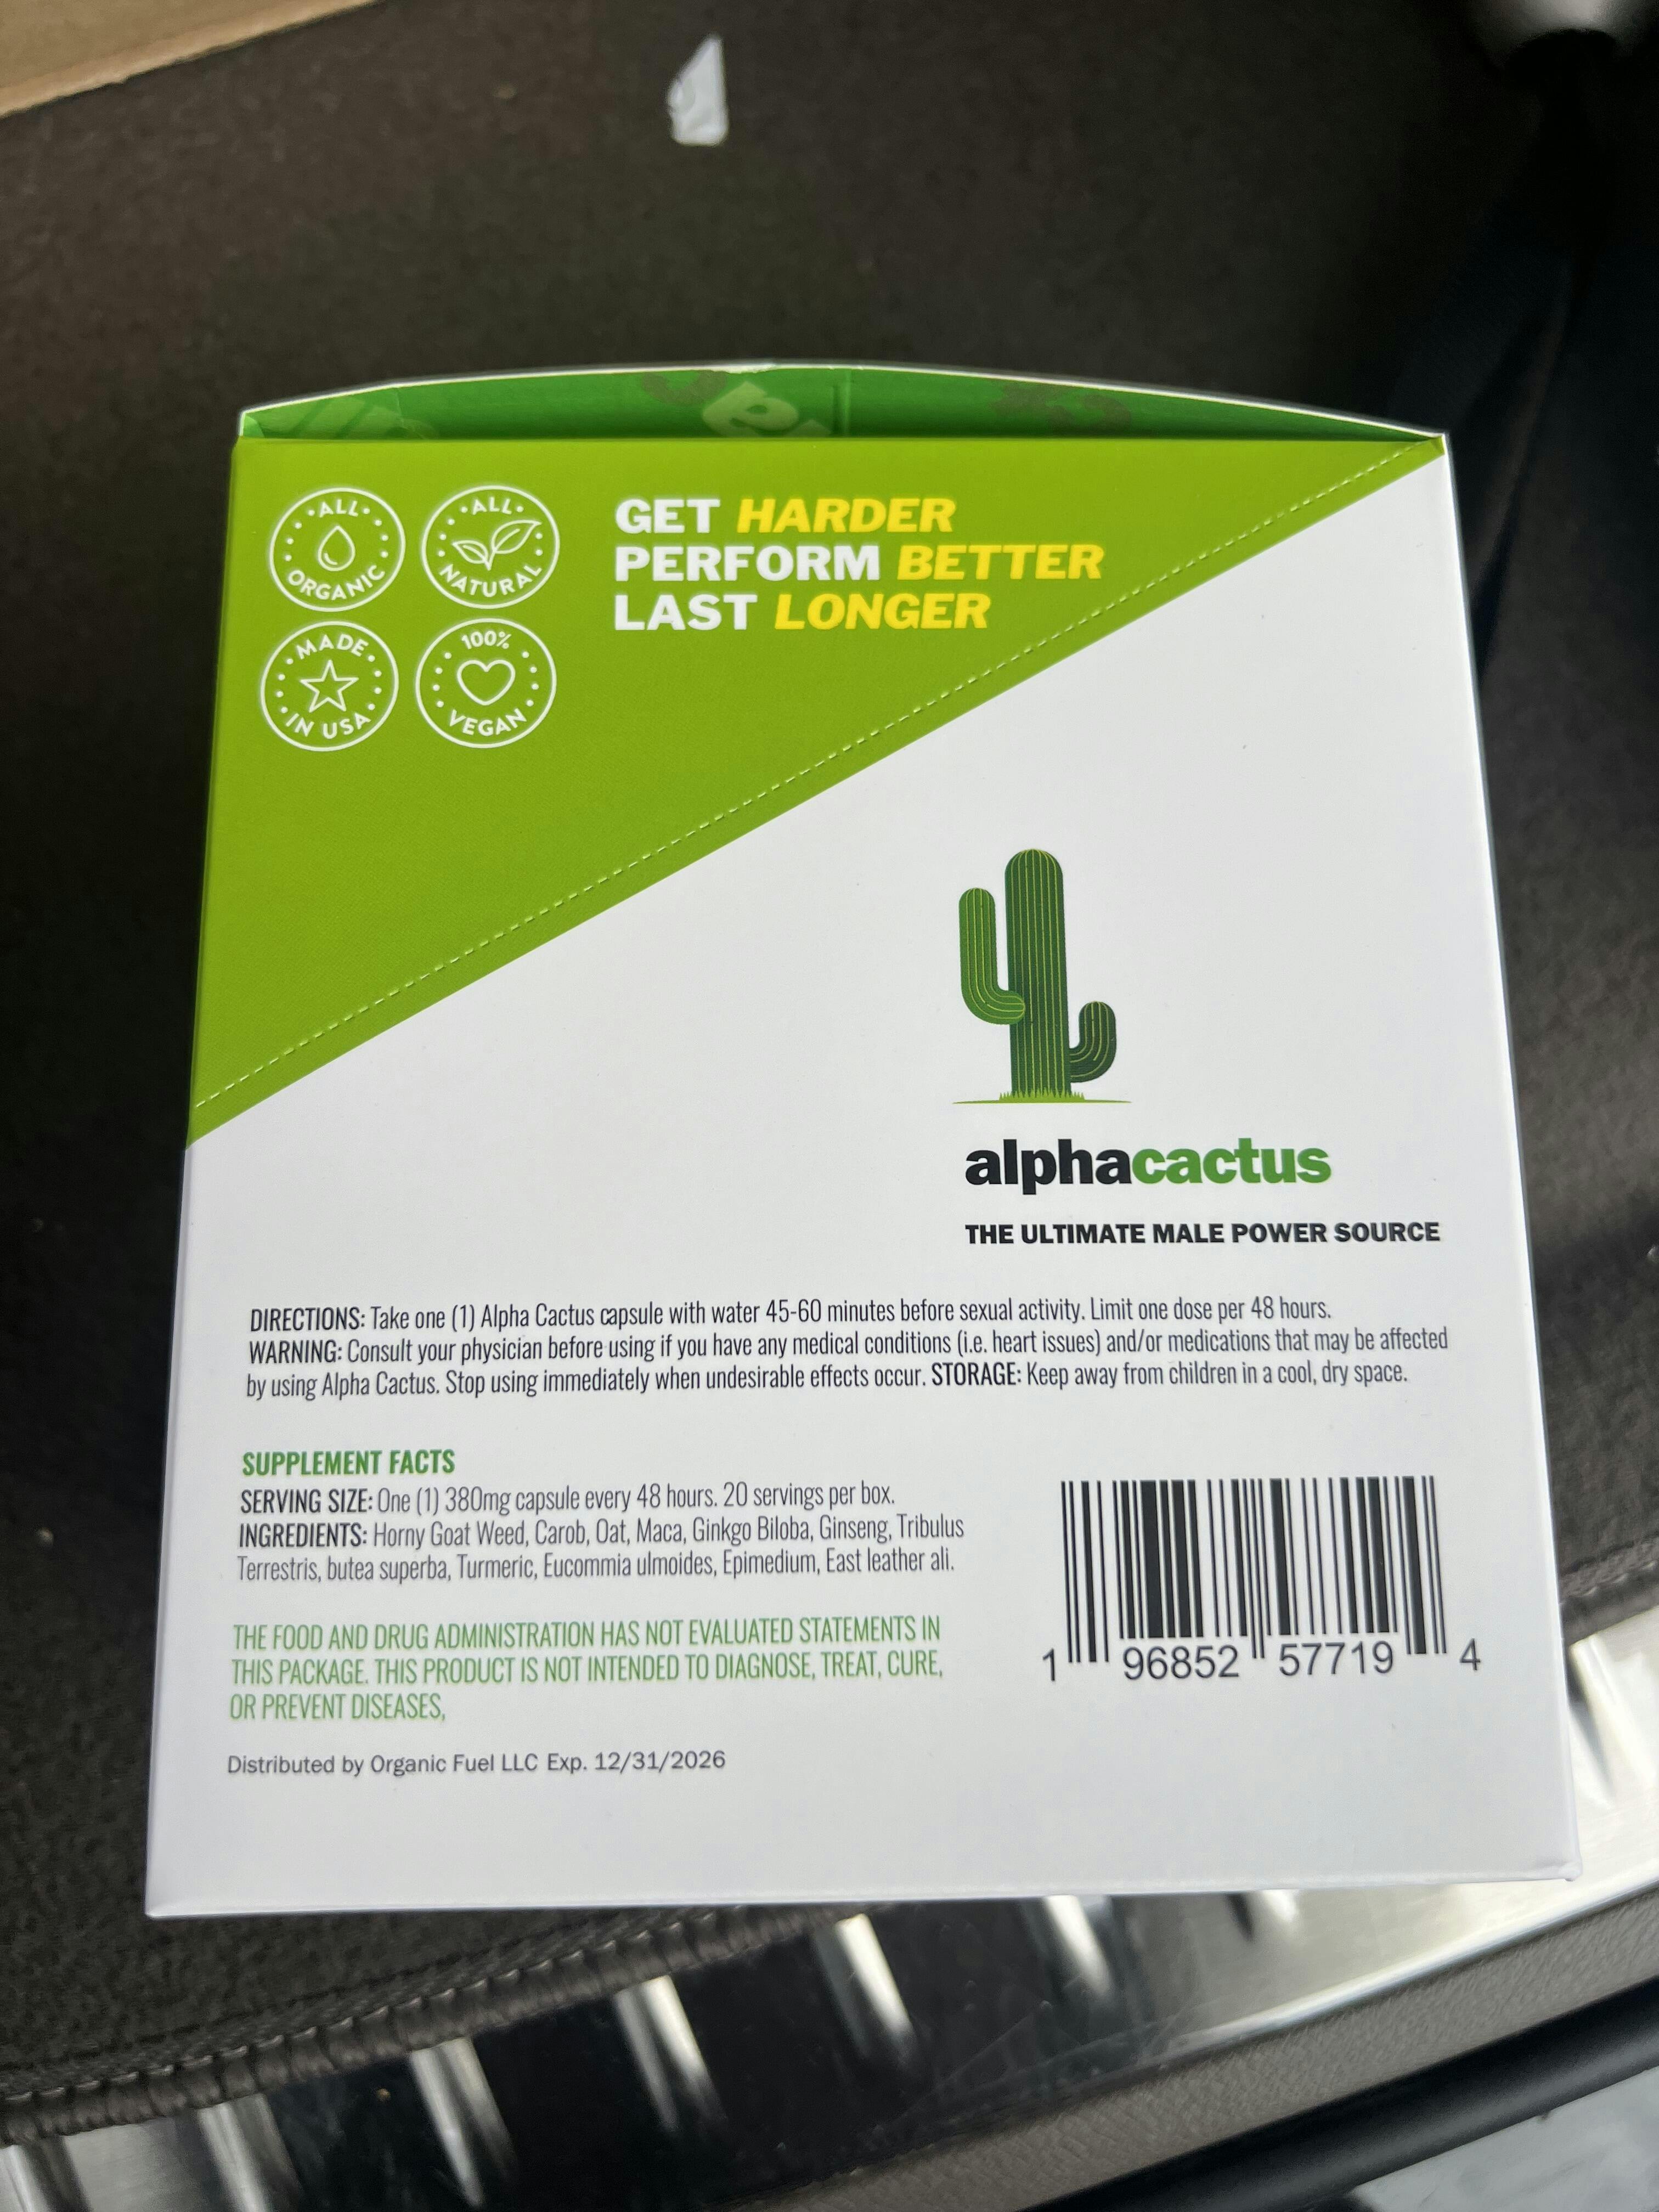 ALL ORGANIC
ALL NATURAL
MADE IN USA
100% VEGAN
GET HARDER
PERFORM BETTER
LAST LONGER
alphacactus
THE ULTIMATE MALE POWER SOURCE
DIRECTIONS: Take one (1) Alpha Cactus capsule with water 45-60 minutes before sexual activity. Limit one dose per 48 hours.
WARNING: Consult your physician before using if you have any medical conditions (i.e. heart issues) and/or medications that may be affected
by using Alpha Cactus. Stop using immediately when undesirable effects occur. STORAGE: Keep away from children in a cool, dry space.
SUPPLEMENT FACTS
SERVING SIZE: One (1) 380mg capsule every 48 hours. 20 servings per box.
INGREDIENTS: Horny Goat Weed, Carob, Oat, Maca, Ginkgo Biloba, Ginseng, Tribulus
Terrestris, butea superba, Turmeric, Eucommia ulmoides, Epimedium, East leather ali.
THE FOOD AND DRUG ADMINISTRATION HAS NOT EVALUATED STATEMENTS IN
THIS PACKAGE. THIS PRODUCT IS NOT INTENDED TO DIAGNOSE, TREAT, CURE,
OR PREVENT DISEASES,
1 96852 57719 4
Distributed by Organic Fuel LLC Exp. 12/31/2026